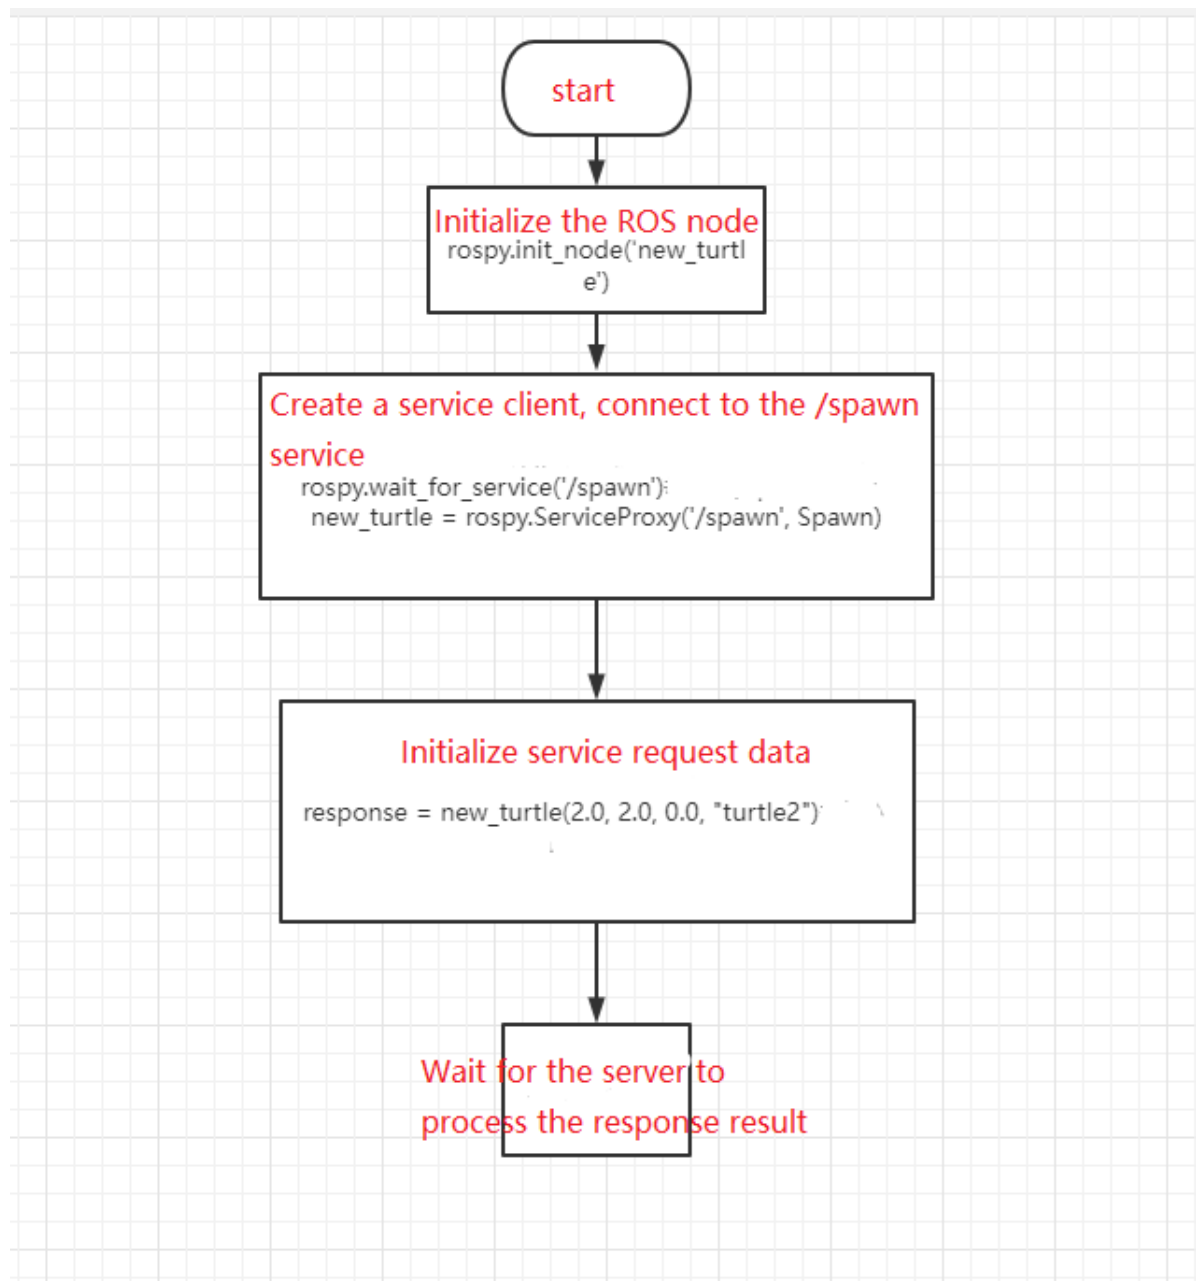 start
Initialize the ROS node
rospy.init_node('new_turtl
e')
Create a service client, connect to the /spawn
service
rospy.wait_for_service('/spawn')
new_turtle = rospy.ServiceProxy('/spawn', Spawn)
Initialize service request data
response = new_turtle(2.0, 2.0, 0.0, "turtle2")
Wait for the server to
process the response result